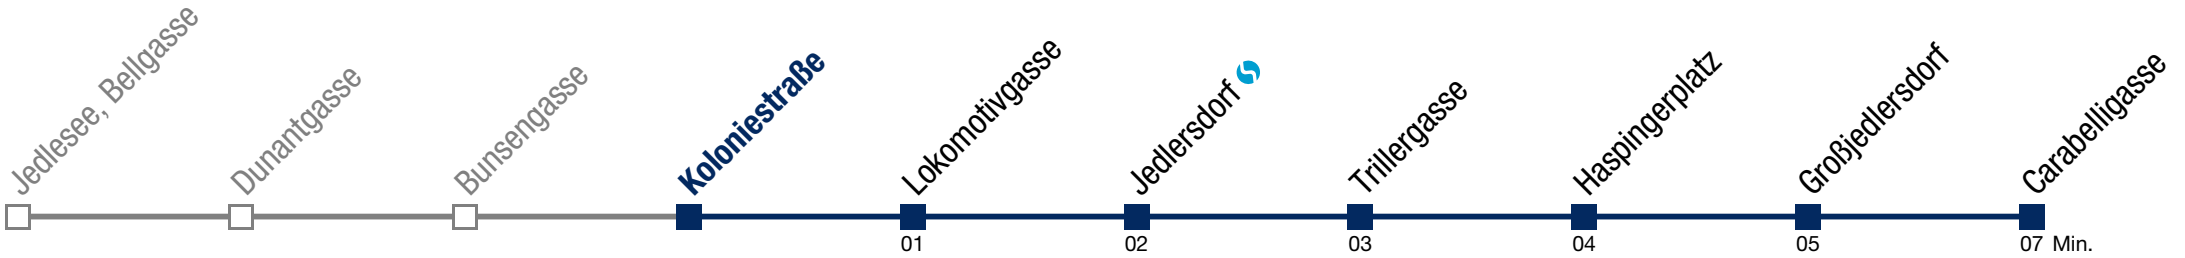 Jedlesee, Bellgasse
Dunantgasse
Bunsengasse
Koloniestraße
Lokomotivgasse
Jedlersdorf
Trillergasse
Haspingerplatz
Großjedlersdorf
Carabelligasse
01
02
03
04
05
07 Min.